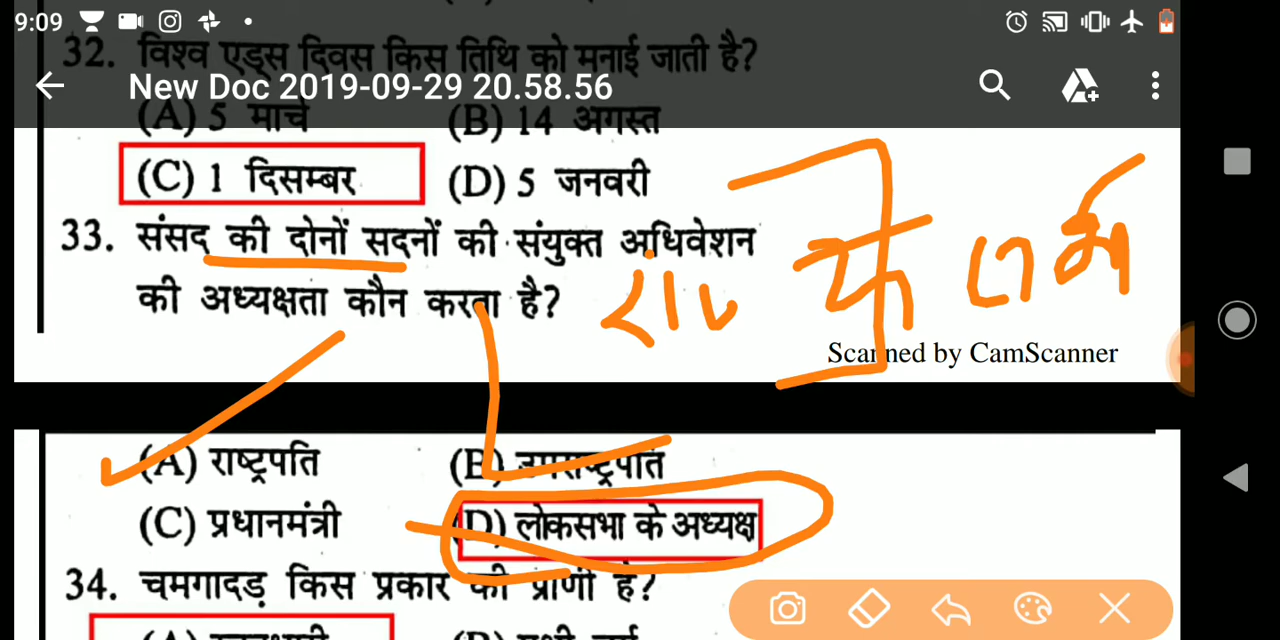 9:09
32. विश्व एड्स दिवस किस तिथि को मनाई जाती है?
New Doc 2019-09-29 20.58.56
(A) 5 मार्च (B) 14 अगस्त
(C) 1 दिसम्बर (D) 5 जनवरी
33. संसद की दोनों सदनों की संयुक्त अधिवेशन
की अध्यक्षता कौन करता है?
Scanned by CamScanner
(A) राष्ट्रपति (B) उपराष्ट्रपति
(C) प्रधानमंत्री (D) लोकसभा के अध्यक्ष
34. चमगादड़ किस प्रकार की प्राणी है?